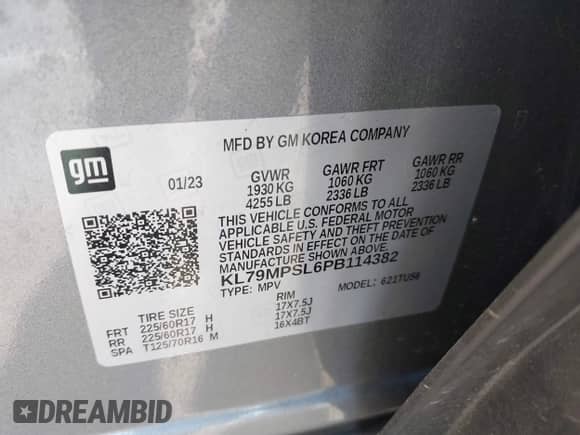 MFD BY GM KOREA COMPANY
gm
01/23
GVWR GAWR FRT GAWR RR
1930 KG 1060 KG 1060 KG
4255 LB 2336 LB 2336 LB
THIS VEHICLE CONFORMS TO ALL
APPLICABLE U.S. FEDERAL MOTOR
VEHICLE SAFETY AND THEFT PREVENTION
STANDARDS IN EFFECT ON THE DATE OF
MANUFACTURE SHOWN ABOVE.
KL79MPSL6PB114382
TYPE: MPV MODEL: 621TU56
TIRE SIZE RIM
FRT 225/60R17 H 17X7.5J
RR 225/60R17 H 17X7.5J
SPA T125/70R16 M 16X4BT
DREAMBID